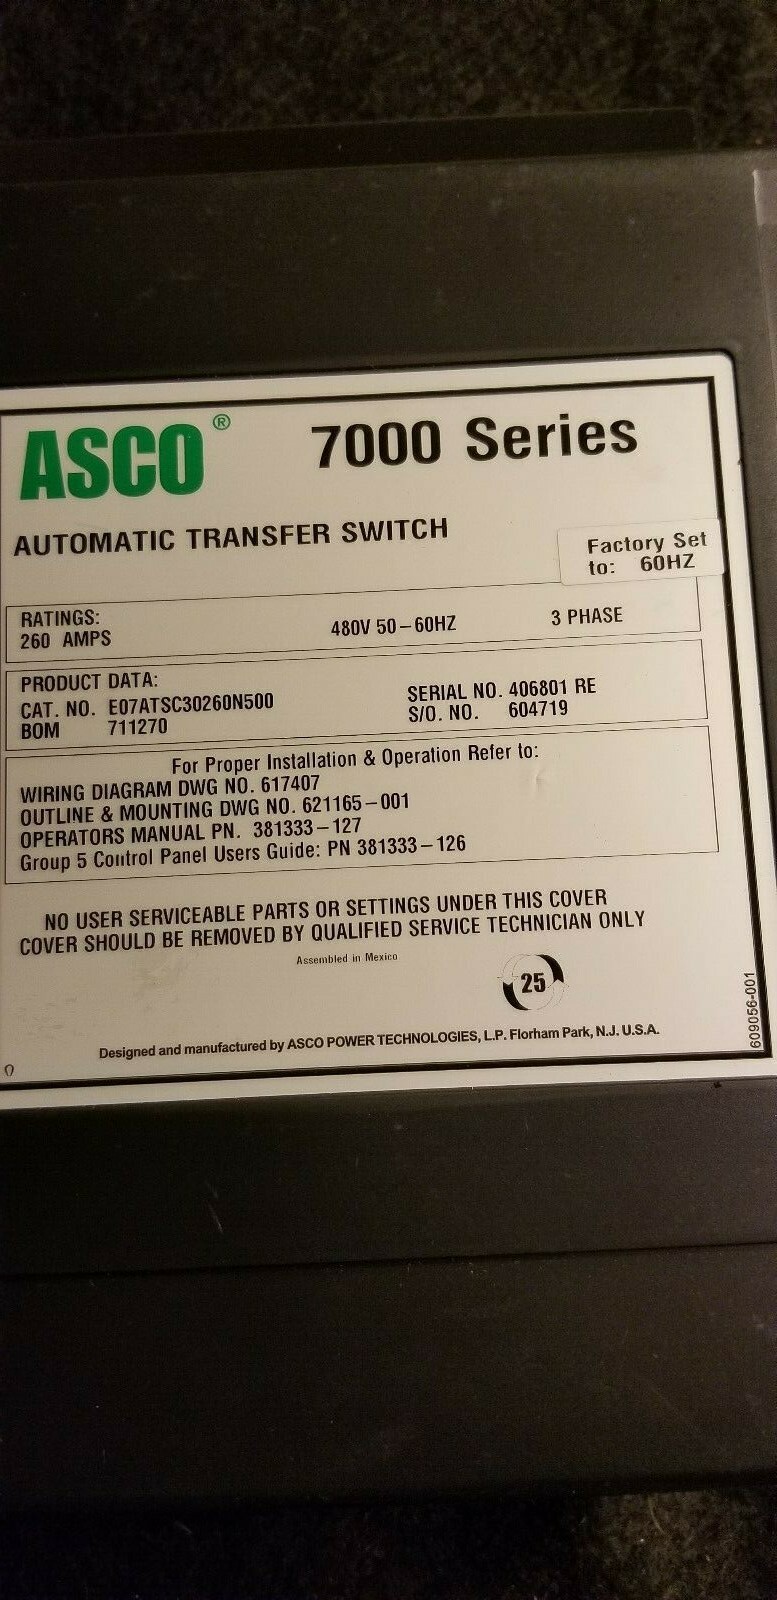 ASCO® 7000 Series
AUTOMATIC TRANSFER SWITCH
Factory Set
to: 60HZ
RATINGS:
260 AMPS 480V 50-60HZ 3 PHASE
PRODUCT DATA:
CAT. NO. E07ATSC30260N500 SERIAL NO. 406801 RE
BOM 711270 S/O. NO. 604719
For Proper Installation & Operation Refer to:
WIRING DIAGRAM DWG NO. 617407
OUTLINE & MOUNTING DWG NO. 621165-001
OPERATORS MANUAL PN. 381333-127
Group 5 Control Panel Users Guide: PN 381333-126
NO USER SERVICEABLE PARTS OR SETTINGS UNDER THIS COVER
COVER SHOULD BE REMOVED BY QUALIFIED SERVICE TECHNICIAN ONLY
Assembled in Mexico
25
Designed and manufactured by ASCO POWER TECHNOLOGIES, L.P. Florham Park, N.J. U.S.A.
609056-001